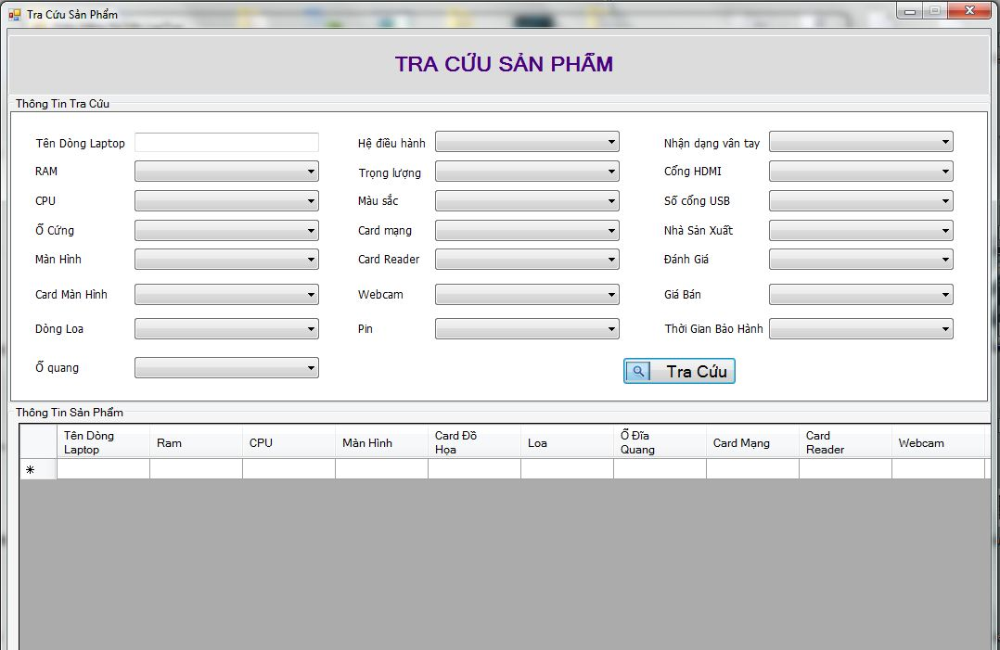 Tra Cứu Sản Phẩm
TRA CỨU SẢN PHẨM
Thông Tin Tra Cứu
Tên Dòng Laptop
Hệ điều hành
Nhận dạng vân tay
RAM
Trọng lượng
Cổng HDMI
CPU
Màu sắc
Số cổng USB
Ổ Cứng
Card mạng
Nhà Sản Xuất
Màn Hình
Card Reader
Đánh Giá
Card Màn Hình
Webcam
Giá Bán
Dòng Loa
Pin
Thời Gian Bảo Hành
Ổ quang
Tra Cứu
Thông Tin Sản Phẩm
Tên Dòng
Laptop
Ram
CPU
Màn Hình
Card Đồ
Họa
Loa
Ổ Đĩa
Quang
Card Mạng
Card
Reader
Webcam